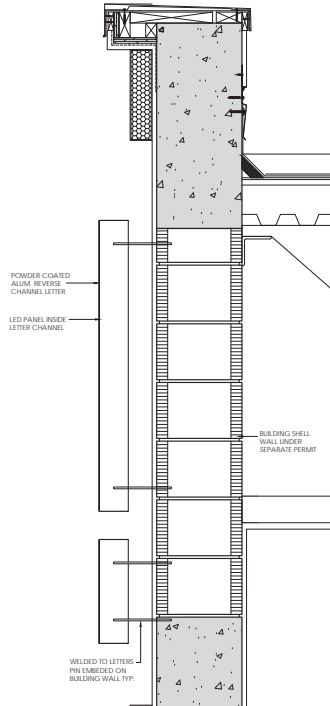 POWDER COATED
ALUM. REVERSE
CHANNEL LETTER
LED PANEL INSIDE
LETTER CHANNEL
BUILDING SHELL
WALL UNDER
SEPARATE PERMIT
WELDED TO LETTERS
PIN EMBEDED ON
BUILDING WALL TYP.